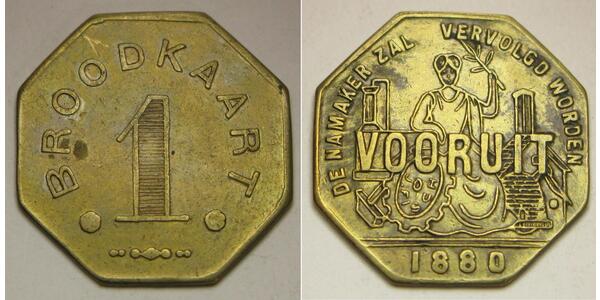 BROODKAART
1
DE NAMAKER ZAL VERVOLGD WORDEN
VOORUIT
1880